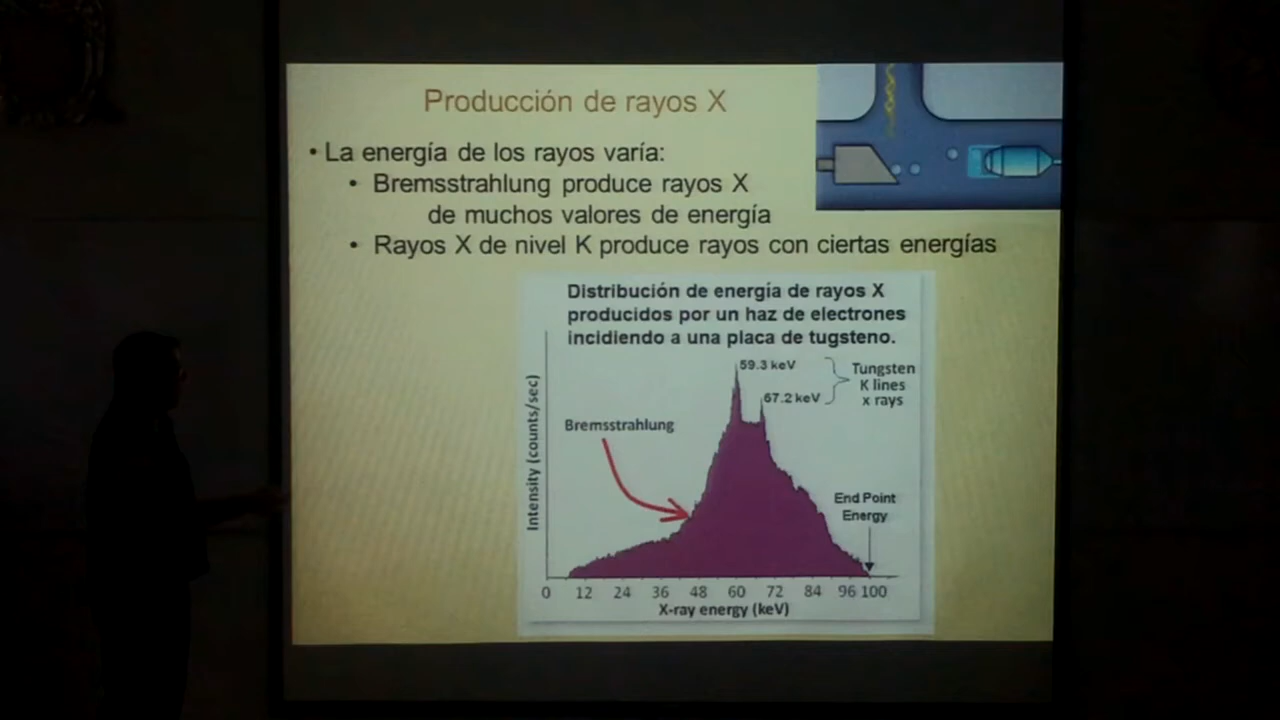 Producción de rayos X
• La energía de los rayos varía:
• Bremsstrahlung produce rayos X
de muchos valores de energía
• Rayos X de nivel K produce rayos con ciertas energías
Distribución de energía de rayos X
producidos por un haz de electrones
incidiendo a una placa de tugsteno.
59.3 keV
67.2 keV
Tungsten
K lines
x rays
Bremsstrahlung
End Point
Energy
Intensity (counts/sec)
0 12 24 36 48 60 72 84 96 100
X-ray energy (keV)